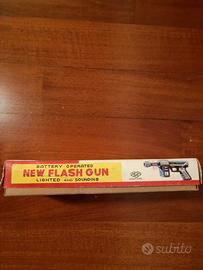 BATTERY OPERATED
NEW FLASH GUN
LIGHTED AND SOUNDING
subito